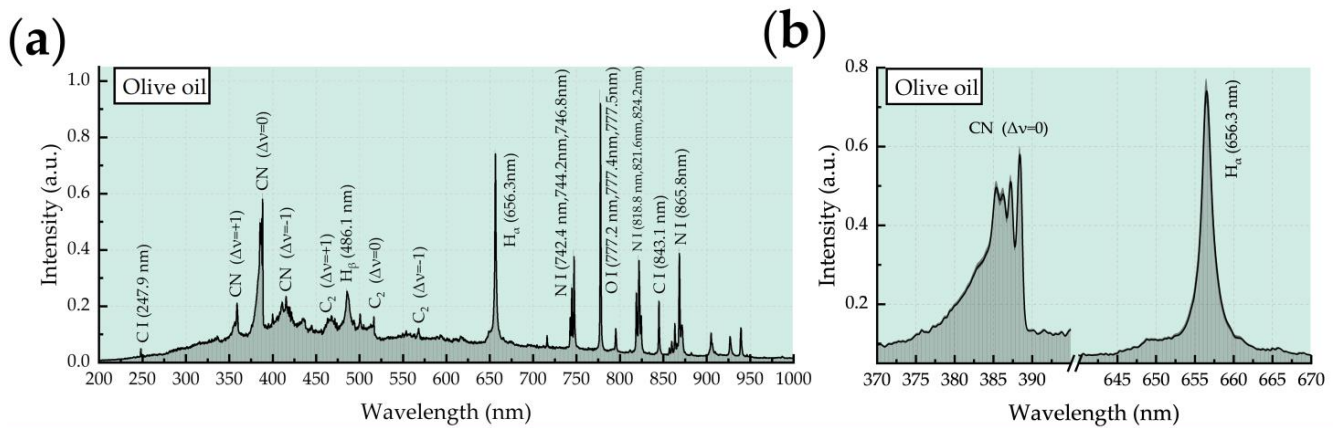 (a)
Olive oil
Intensity (a.u.)
1.0
0.8
0.6
0.4
0.2
0.0
C I (247.9 nm)
CN (Δν=+1)
CN (Δν=0)
CN (Δν=-1)
C₂ (Δν=+1)
Hβ (486.1 nm)
C₂ (Δν=0)
C₂ (Δν=-1)
Hα (656.3nm)
N I (742.4 nm,744.2nm,746.8nm)
O I (777.2 nm,777.4nm,777.5nm)
N I (818.8 nm,821.6nm,824.2nm)
C I (843.1 nm)
N I (865.8nm)
200 250 300 350 400 450 500 550 600 650 700 750 800 850 900 950 1000
Wavelength (nm)
(b)
Olive oil
Intensity (a.u.)
0.8
0.6
0.4
0.2
CN (Δν=0)
Hα (656.3 nm)
370 380 385 390 645 655 665 670
Wavelength (nm)